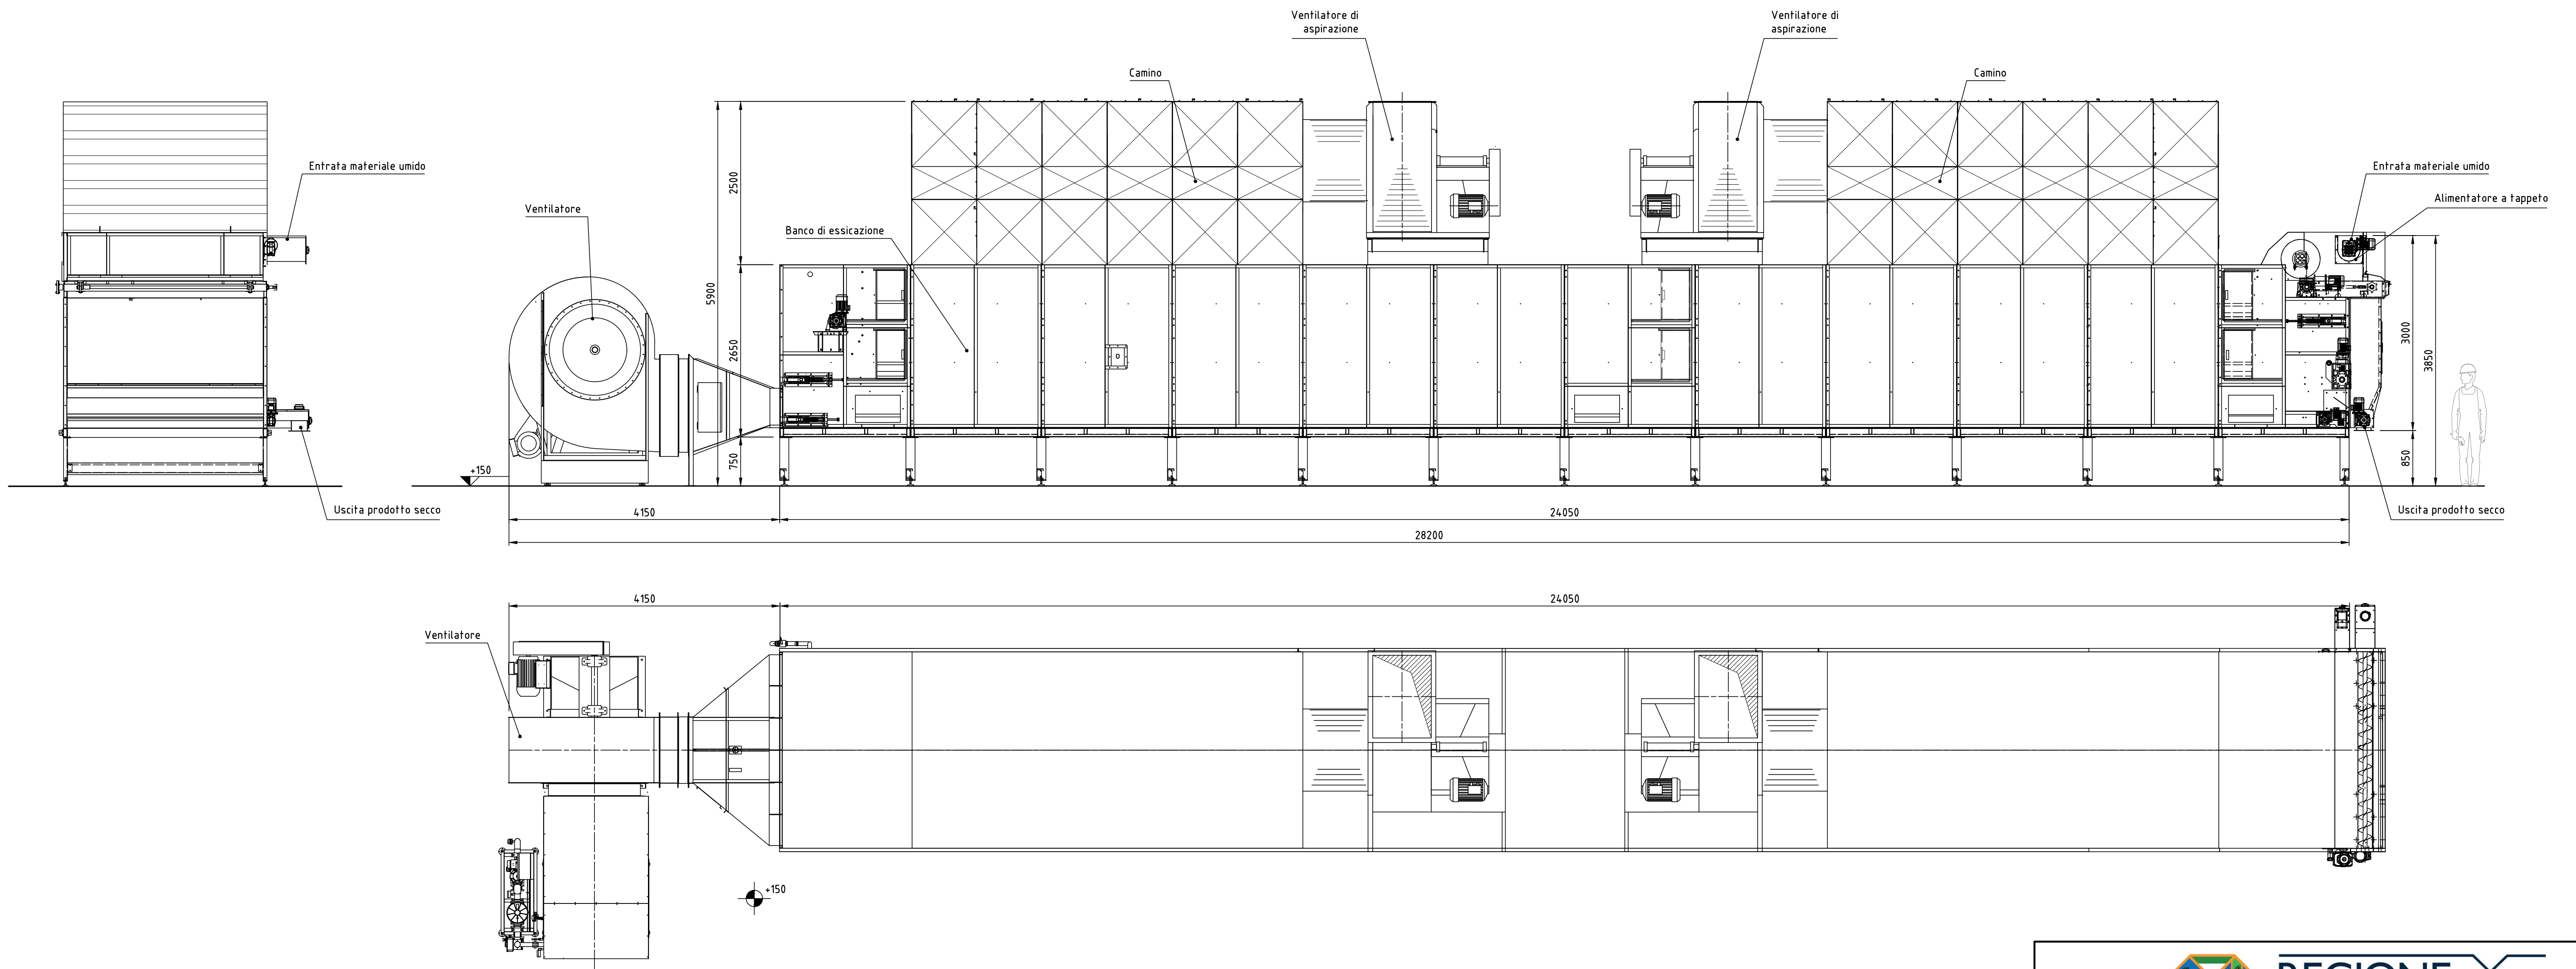 Ventilatore di
aspirazione
Ventilatore di
aspirazione
Camino
Camino
Entrata materiale umido
Entrata materiale umido
Alimentatore a tappeto
Ventilatore
Banco di essicazione
2500
5900
2650
750
3000
3850
850
+150
Uscita prodotto secco
Uscita prodotto secco
4150
24050
28200
4150
24050
Ventilatore
+150
REGIONE